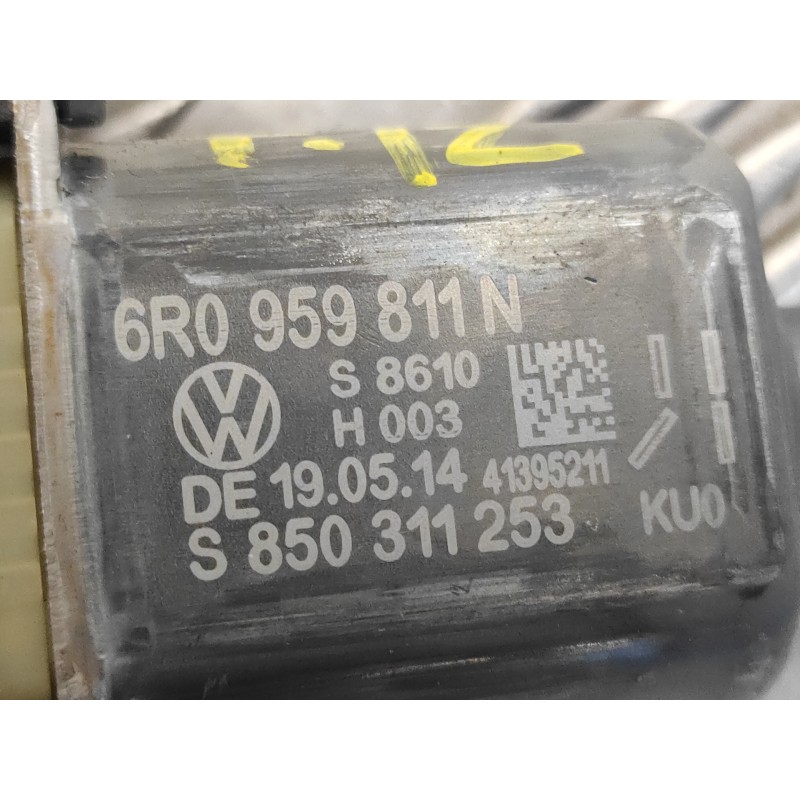 6R0 959 811 N
S 8610
H 003
DE 19.05.14 41395211
S 850 311 253
KU0